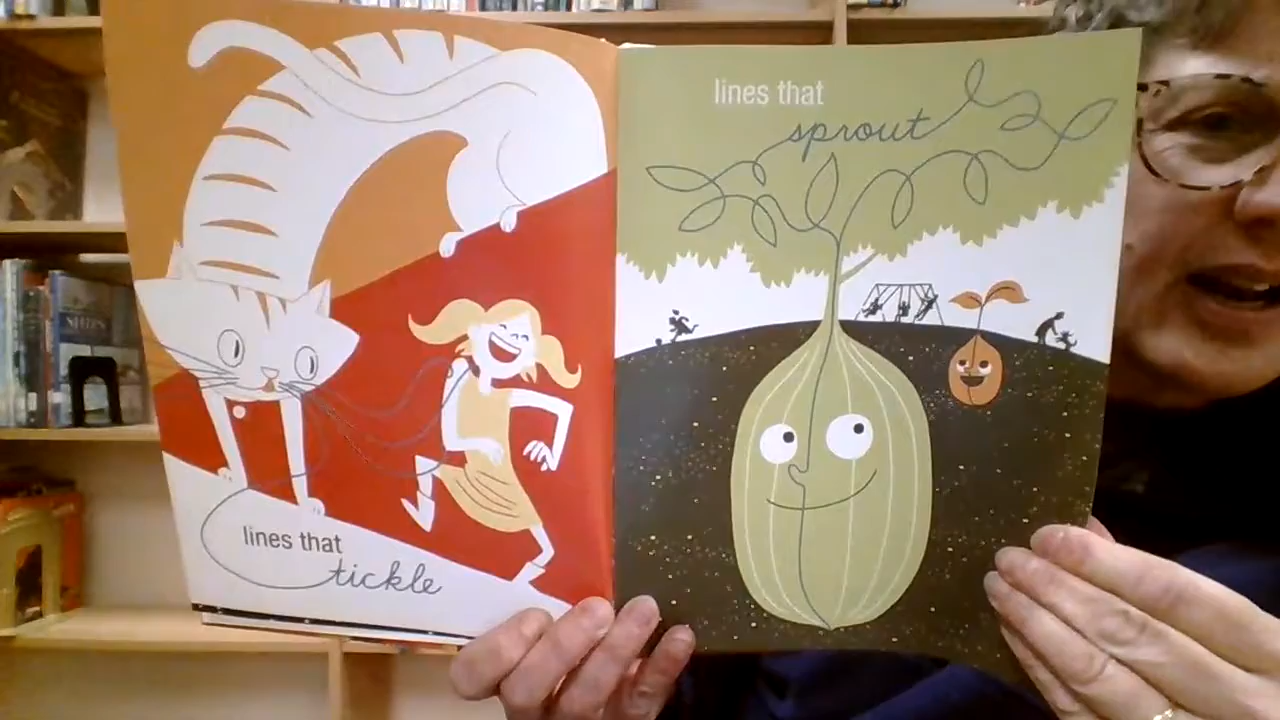 lines that
tickle
lines that
sprout